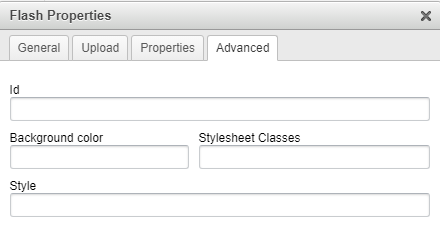 Flash Properties
General Upload Properties Advanced
Id
Background color Stylesheet Classes
Style